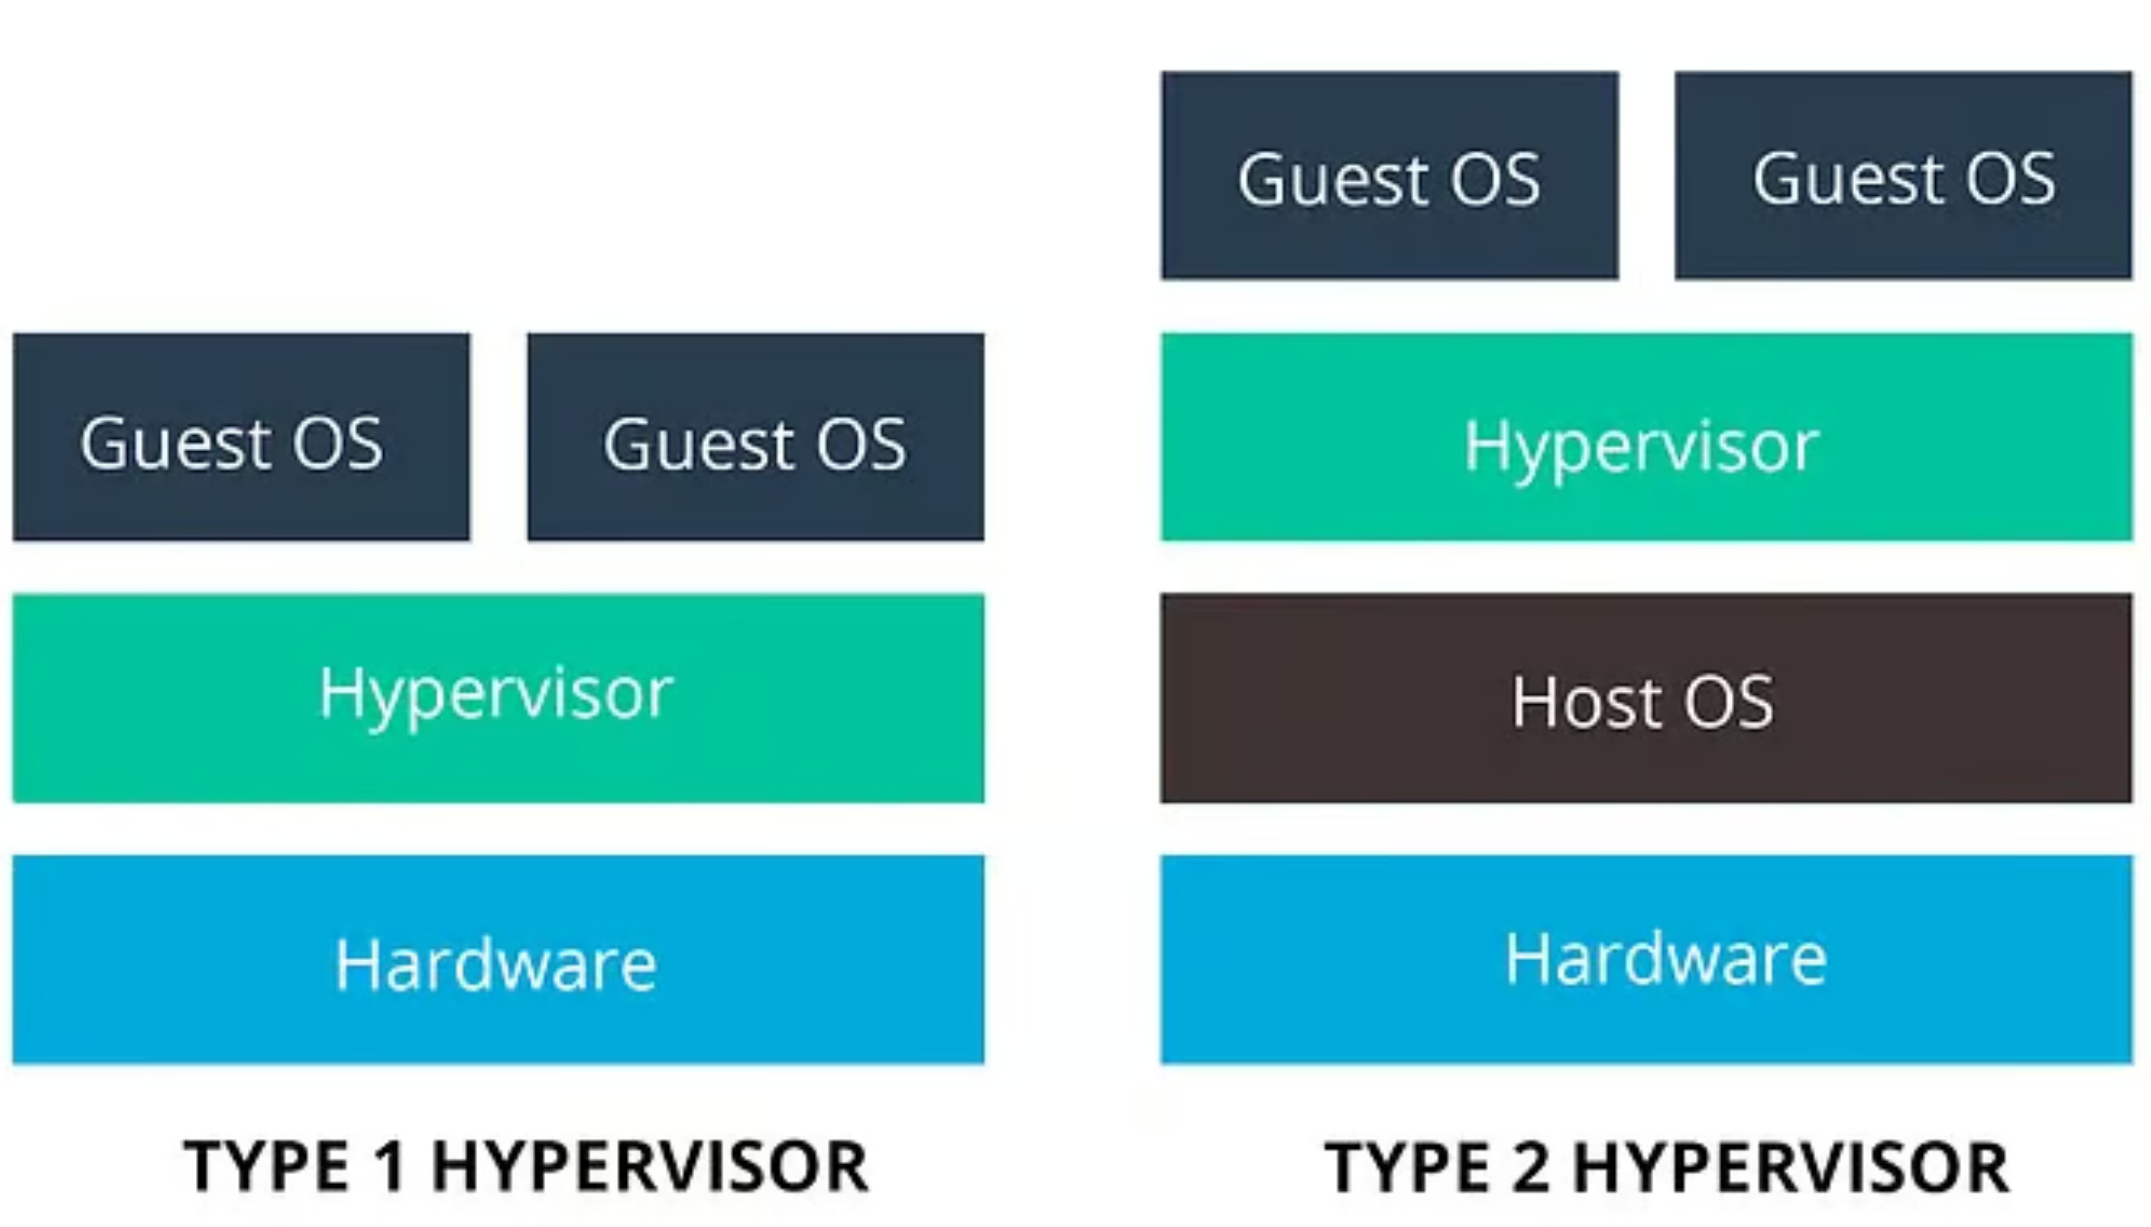 Guest OS
Guest OS
Hypervisor
Hardware
TYPE 1 HYPERVISOR
Guest OS
Guest OS
Hypervisor
Host OS
Hardware
TYPE 2 HYPERVISOR